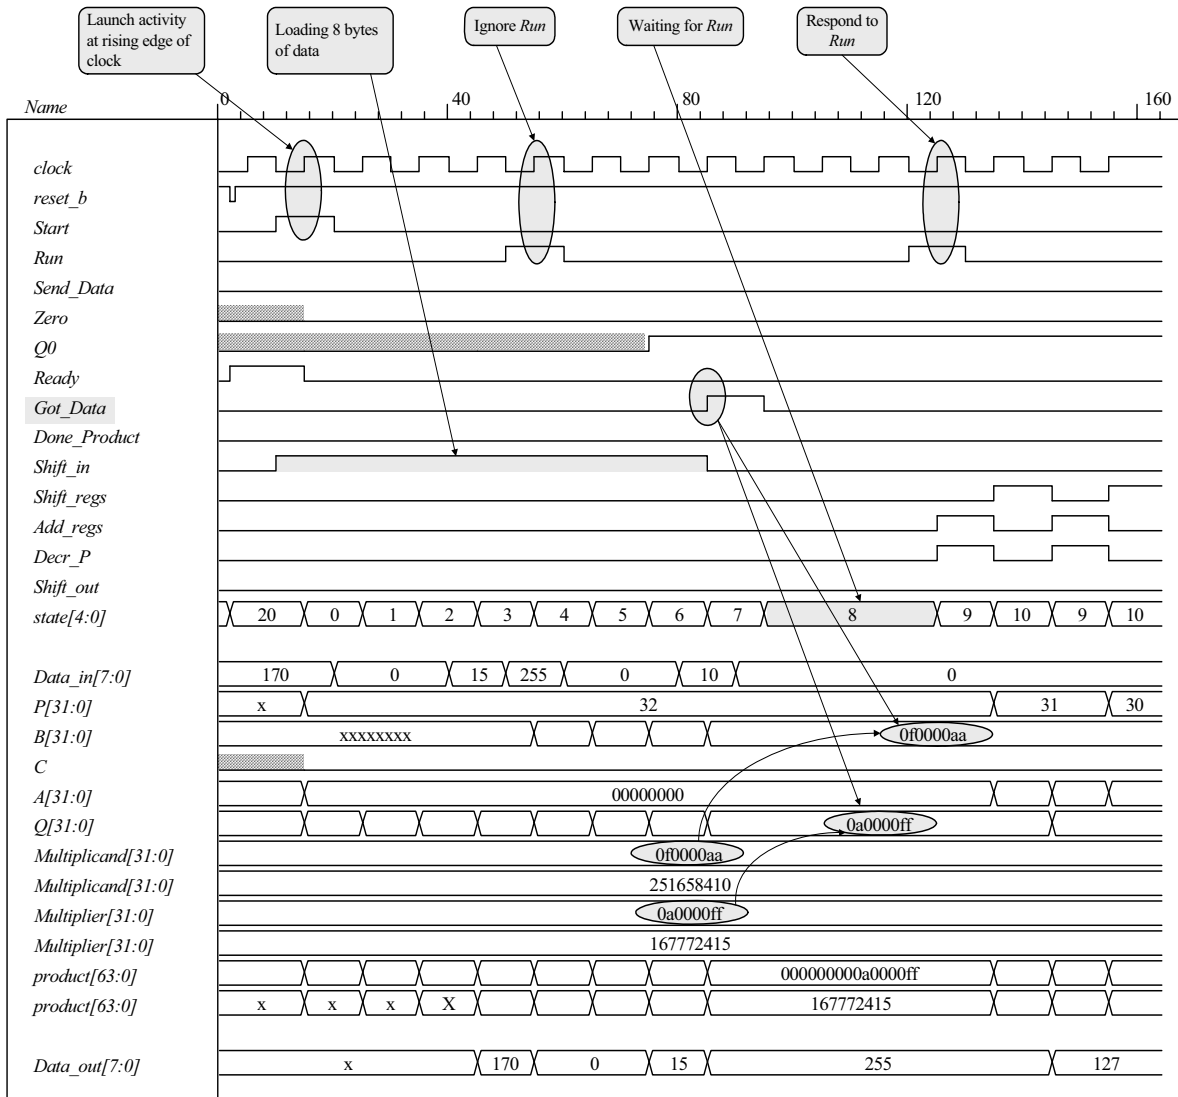 Launch activity
at rising edge of
clock
Loading 8 bytes
of data
Ignore Run
Waiting for Run
Respond to
Run
Name
0 40 80 120 160
clock
reset_b
Start
Run
Send_Data
Zero
Q0
Ready
Got_Data
Done_Product
Shift_in
Shift_regs
Add_regs
Decr_P
Shift_out
state[4:0] 20 0 1 2 3 4 5 6 7 8 9 10 9 10
Data_in[7:0] 170 0 15 255 0 10 0
P[31:0] x 32 31 30
B[31:0] xxxxxxxx 0f0000aa
C
A[31:0] 00000000
Q[31:0] 0a0000ff
Multiplicand[31:0] 0f0000aa
Multiplicand[31:0] 251658410
Multiplier[31:0] 0a0000ff
Multiplier[31:0] 167772415
product[63:0] 000000000a0000ff
product[63:0] x x x X 167772415
Data_out[7:0] x 170 0 15 255 127